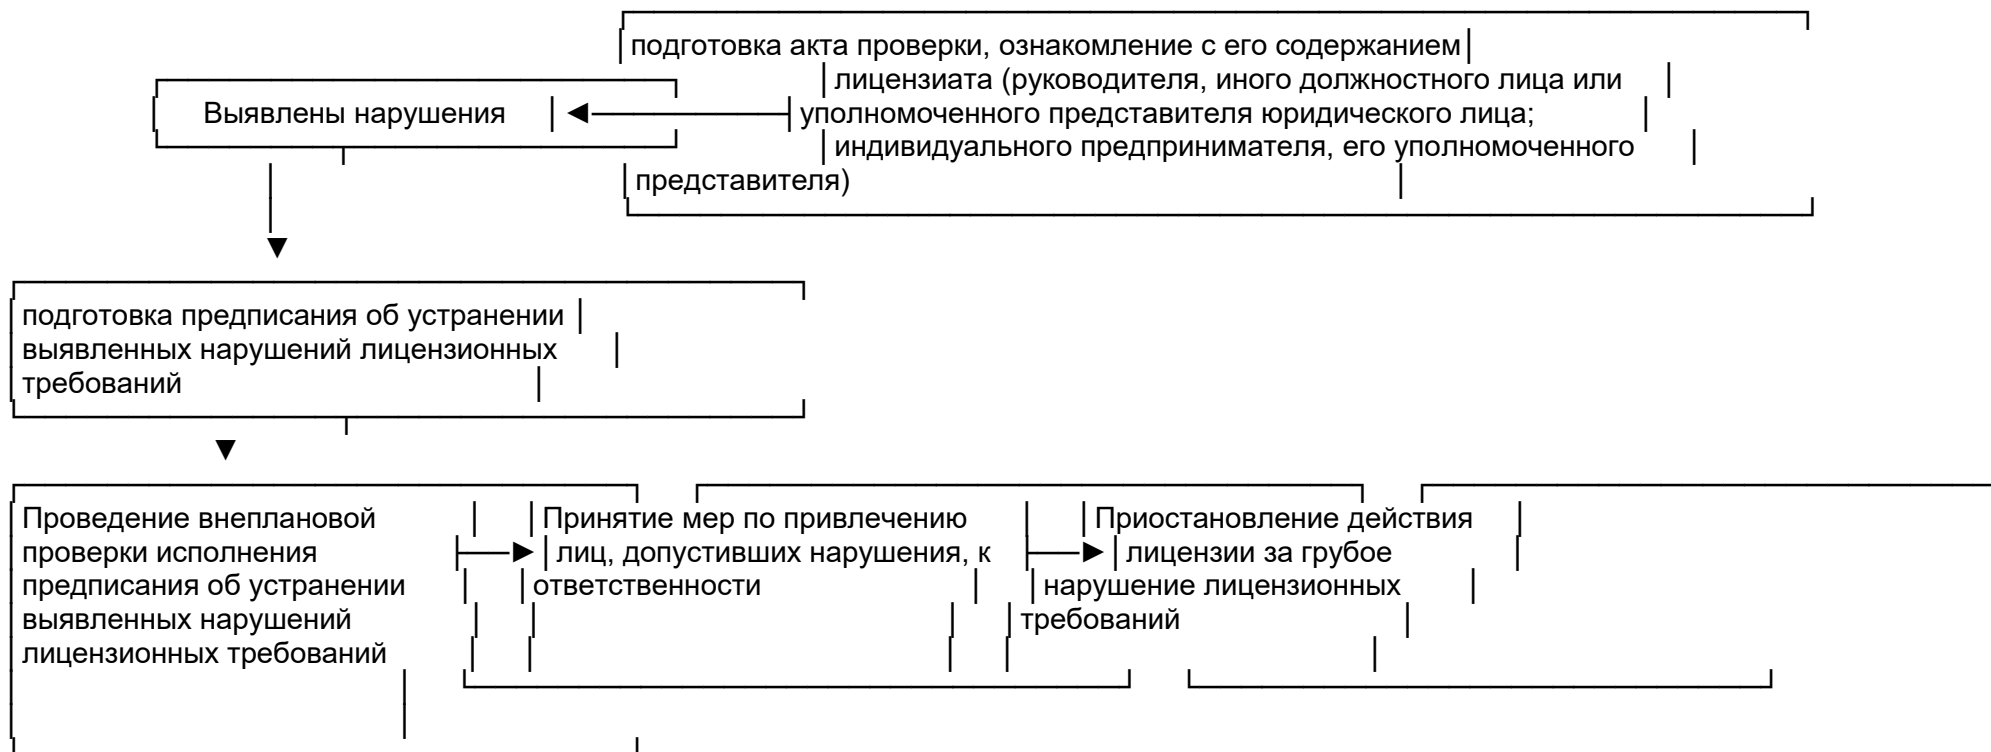 подготовка акта проверки, ознакомление с его содержанием
лицензиата (руководителя, иного должностного лица или
Выявлены нарушения
уполномоченного представителя юридического лица;
индивидуального предпринимателя, его уполномоченного
представителя)
подготовка предписания об устранении
выявленных нарушений лицензионных
требований
Проведение внеплановой
проверки исполнения
предписания об устранении
выявленных нарушений
лицензионных требований
Принятие мер по привлечению
лиц, допустивших нарушения, к
ответственности
Приостановление действия
лицензии за грубое
нарушение лицензионных
требований